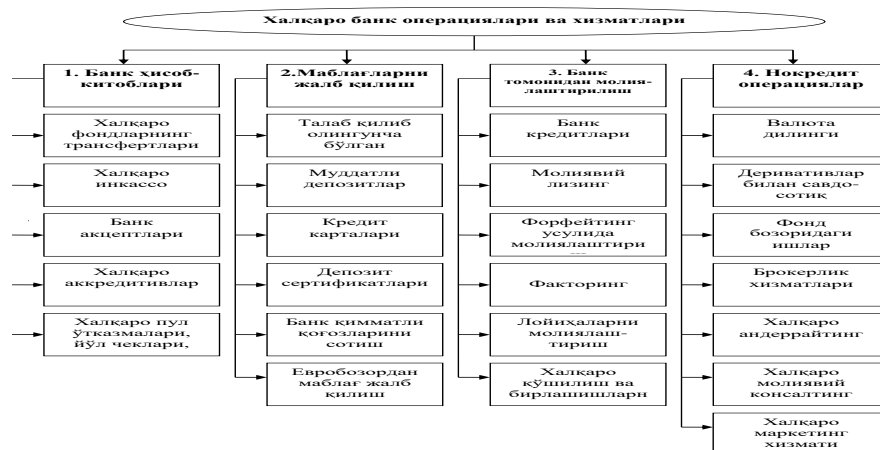 Халқаро банк операциялари ва хизматлари
1. Банк ҳисоб-
китоблари
Халқаро
фондларнинг
трансфертлари
Халқаро
инкассо
Банк
акцептлари
Халқаро
аккредитивлар
Халқаро пул
ўтказмалари,
йўл чеклари,
2.Маблағларни
жалб қилиш
Талаб қилиб
олингунча
бўлган
Муддатли
депозитлар
Кредит
карталари
Депозит
сертификатлари
Банк қимматли
қоғозларини
сотиш
Евробозордан
маблағ жалб
қилиш
3. Банк
томонидан молия-
лаштирилиш
Банк
кредитлари
Молиявий
лизинг
Форфейтинг
усулида
молиялаштири
Факторинг
Лойиҳаларни
молиялаш-
тириш
Халқаро
қўшилиш ва
бирлашишларн
4. Нокредит
операциялар
Валюта
дилинги
Деривативлар
билан савдо-
сотиқ
Фонд
бозоридаги
ишлар
Брокерлик
хизматлари
Халқаро
андеррайтинг
Халқаро
молиявий
консалтинг
Халқаро
маркетинг
хизмати